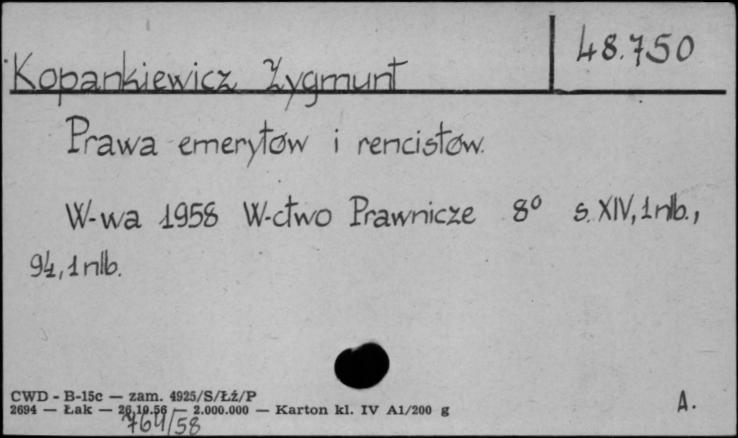 48.750
Kopankiewicz Zygmunt
Prawa emerytów i rencistów.
W-wa 1958 W-ctwo Prawnicze 8° s. XIV, 1 nlb.,
94, 1 nlb.
CWD - B-15c — zam. 4925/S/ŁŻ/P
2694 — Łak — 26.10.56 — 2.000.000 — Karton kl. IV A1/200 g
764/58
A.